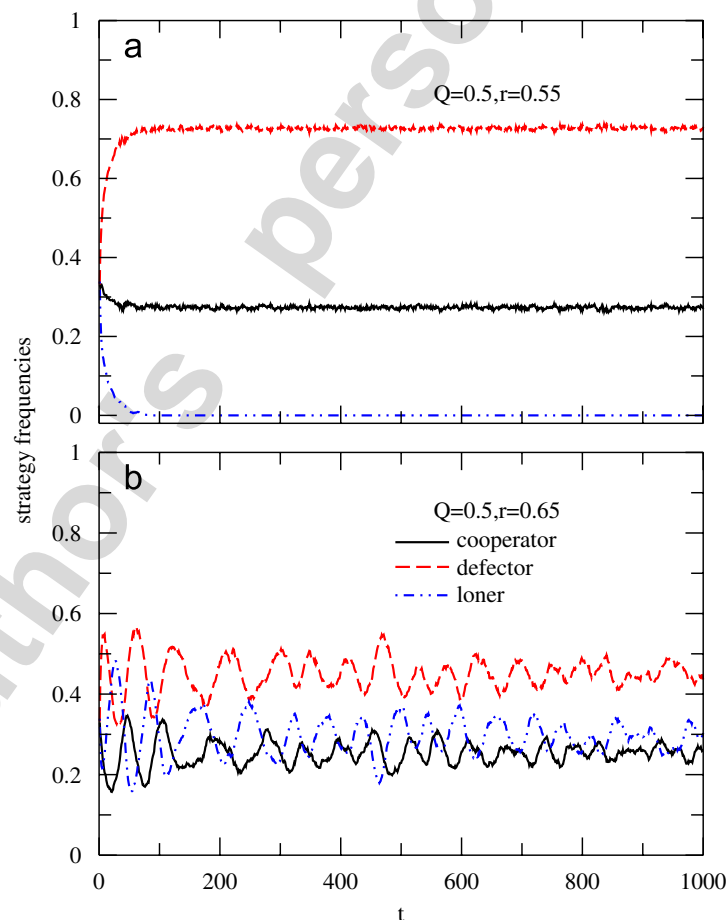 1
a
Q=0.5,r=0.55
0.8
0.6
0.4
0.2
0
strategy frequencies
1
b
Q=0.5,r=0.65
cooperator
defector
loner
0.8
0.6
0.4
0.2
0
0 200 400 600 800 1000
t
author's perso